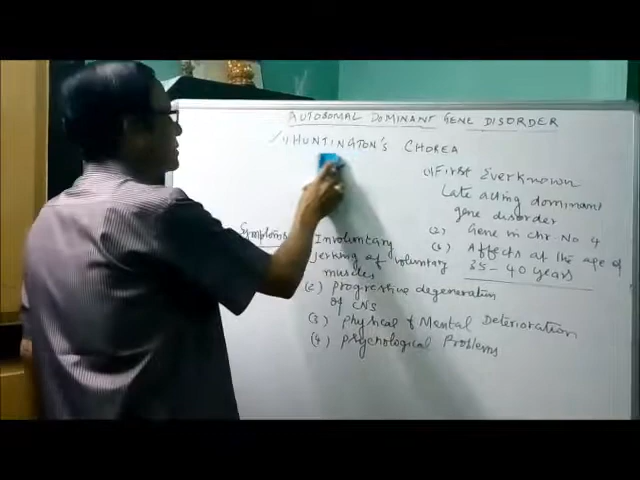 AUTOSOMAL DOMINANT GENE DISORDER
1) HUNTINGTON'S CHOREA
(1) First Ever known
Late acting dominant
gene disorder
(2) Gene in chr. No 4
(3) Affects at the age of
35 - 40 years
Symptoms
Involuntary
Jerking of voluntary
muscles
(2) Progressive degeneration
of CNS
(3) Physical & Mental Deterioration
(4) Psychological Problems